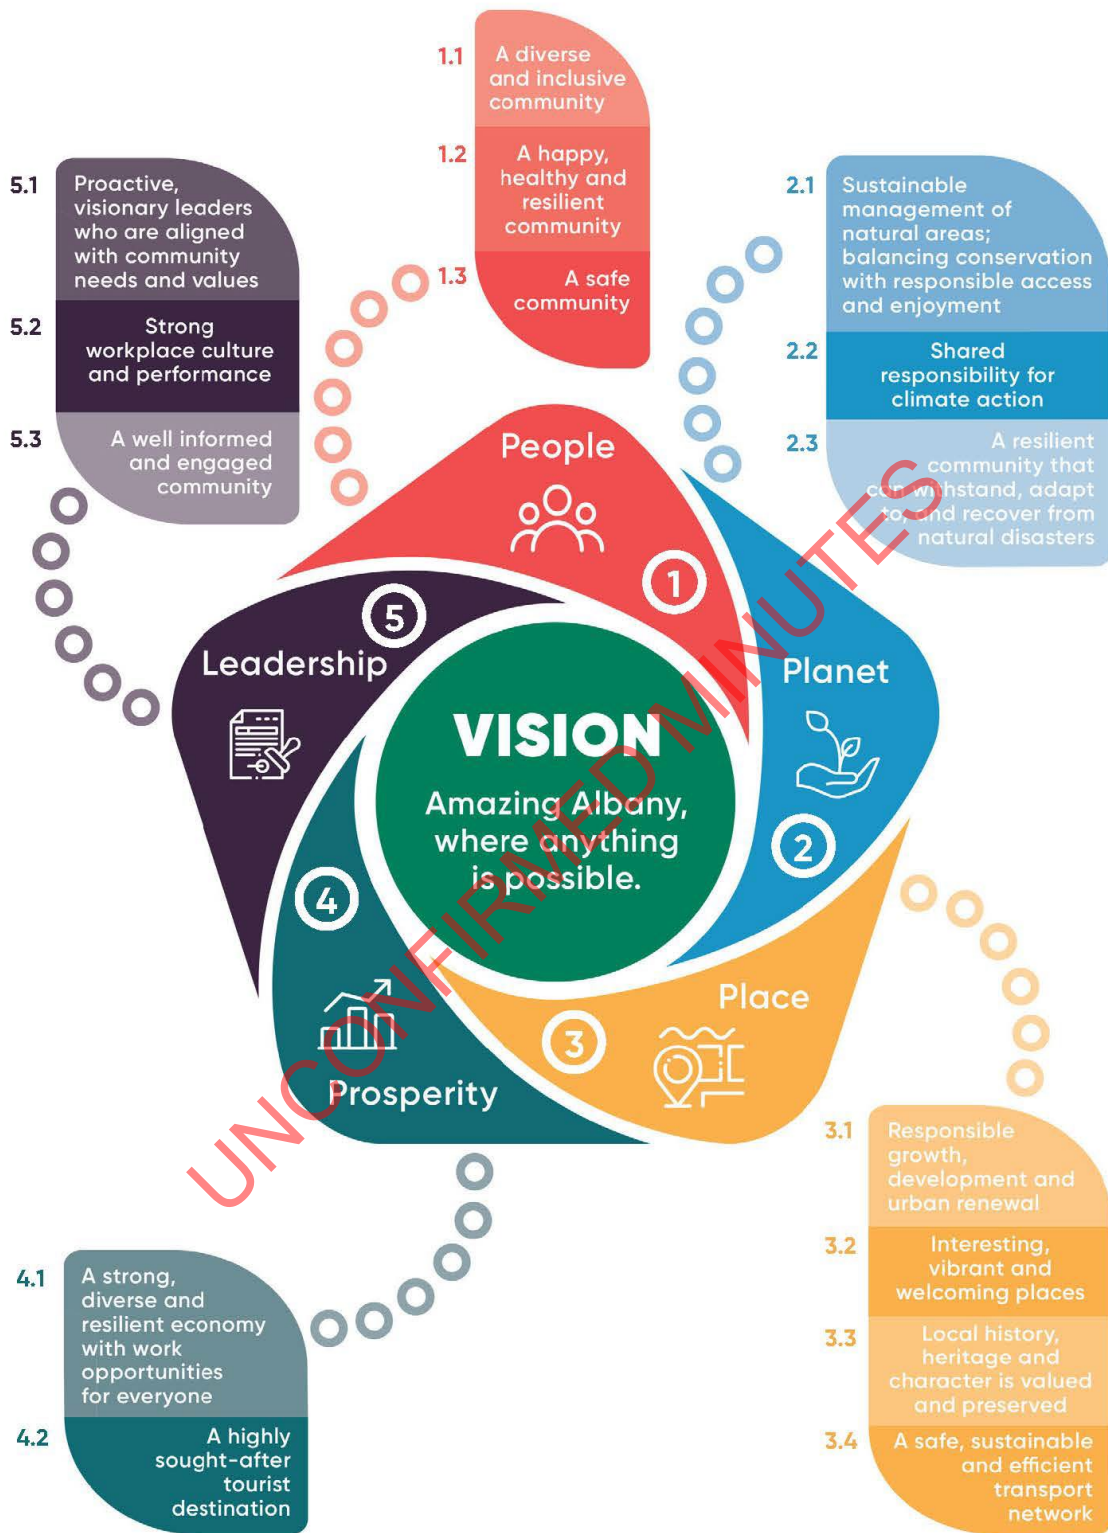 1.1
A diverse
and inclusive
community
1.2
A happy,
healthy and
resilient
community
1.3
A safe
community
5.1
Proactive,
visionary leaders
who are aligned
with community
needs and values
5.2
Strong
workplace culture
and performance
5.3
A well informed
and engaged
community
2.1
Sustainable
management of
natural areas;
balancing conservation
with responsible access
and enjoyment
2.2
Shared
responsibility for
climate action
2.3
A resilient
community that
can withstand, adapt
to, and recover from
natural disasters
People
1
5
Leadership
Planet
2
VISION
Amazing Albany,
where anything
is possible.
4
Prosperity
Place
3
UNCONFIRMED MINUTES
3.1
Responsible
growth,
development and
urban renewal
3.2
Interesting,
vibrant and
welcoming places
3.3
Local history,
heritage and
character is valued
and preserved
3.4
A safe, sustainable
and efficient
transport
network
4.1
A strong,
diverse and
resilient economy
with work
opportunities
for everyone
4.2
A highly
sought-after
tourist
destination